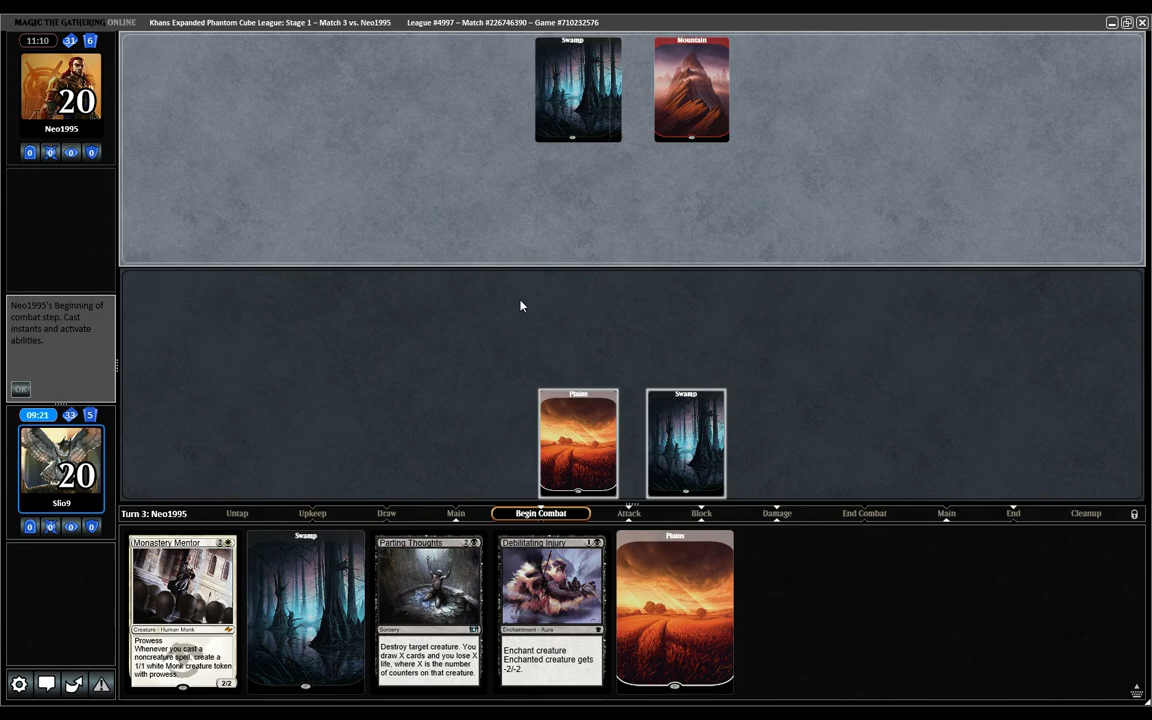 MAGIC THE GATHERING ONLINE
Khans Expanded Phantom Cube League: Stage 1 – Match 3 vs. Neo1995
League #4997 – Match #226746390 – Game #710232576
11:10
31
6
20
Neo1995
0 0 0 0
Swamp
Mountain
Neo1995's Beginning of
combat step. Cast
instants and activate
abilities.
OK
09:21
33
5
20
Slio9
0 0 0 0
Plains
Swamp
Turn 3: Neo1995
Untap
Upkeep
Draw
Main
Begin Combat
Attack
Block
Damage
End Combat
Main
End
Cleanup
Monastery Mentor 2
Creature - Human Monk
Prowess
Whenever you cast a
noncreature spell, create a
1/1 white Monk creature token
with prowess.
2/2
Swamp
Parting Thoughts 2
Sorcery
Destroy target creature. You
draw X cards and you lose X
life, where X is the number
of counters on that creature.
Debilitating Injury 1
Enchantment - Aura
Enchant creature
Enchanted creature gets
-2/-2.
Plains